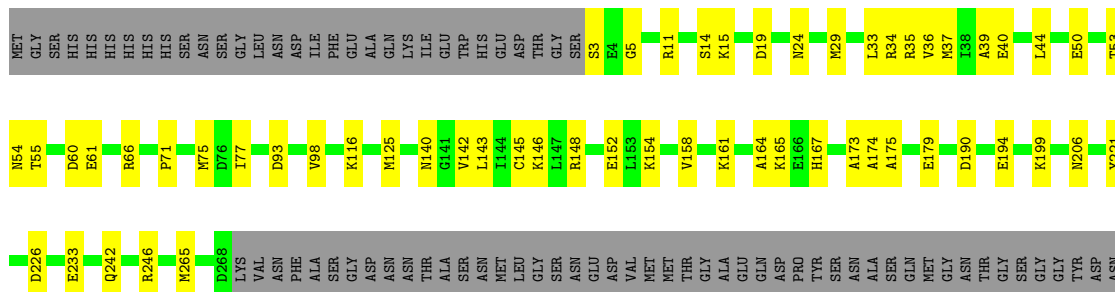 MET GLY SER HIS HIS HIS HIS HIS HIS SER ASN SER GLY LEU ASN ASP ILE PHE GLU ALA GLN LYS ILE GLU TRP HIS GLU ASP THR GLY SER S3 E4 G5 R11 S14 K15 D19 N24 M29 L33 R34 R35 V36 M37 I38 A39 E40 L44 E50 T53
N54 T55 D60 E61 R66 P71 M75 D76 I77 D93 V98 K116 M125 N140 G141 V142 L143 I144 C145 K146 L147 R148 E152 L153 K154 V158 K161 A164 K165 E166 H167 A173 A174 A175 E179 D190 E194 K199 N206 Y221
D226 E233 Q242 R246 M265 D268 LYS VAL ASN PHE ALA SER GLY ASP ASN ASN THR ALA SER ASN MET LEU GLY SER ASN GLU ASP VAL MET MET THR GLY ALA GLU GLN ASP PRO TYR SER ASN ALA SER GLN MET GLY ASN THR GLY SER GLY GLY TYR ASP ASN